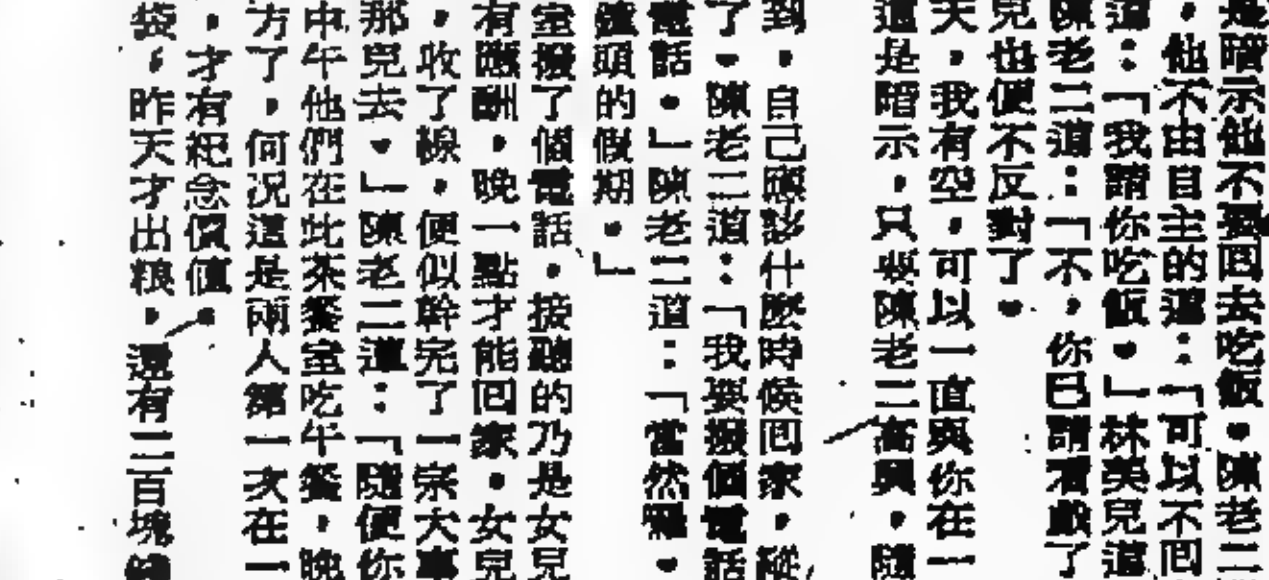 是暗示他不要回去吃飯。陳老二
，他不由自主的道：「可以不回
道：「我請你吃飯。」林美兒道
陳老二道：「不，你已請看戲了
兒也便不反對了。
天，我有空，可以一直與你在一
這是暗示，只要陳老二高興，隨
到，自己應該什麼時候回家，縱
了。陳老二道：「我要撥個電話
電話。」陳老二道：「當然囉。
頭的假期。」
室撥了個電話，接聽的乃是女兒
有應酬，晚一點才能回家。女兒
，收了線，便似幹完了一宗大事
那兒去。」陳老二道：「隨便你
中午他們在此茶餐室吃午餐，晚
方了，何況這是兩人第一次在一
，才有紀念價值。
袋，昨天才出粮，還有二百塊錢